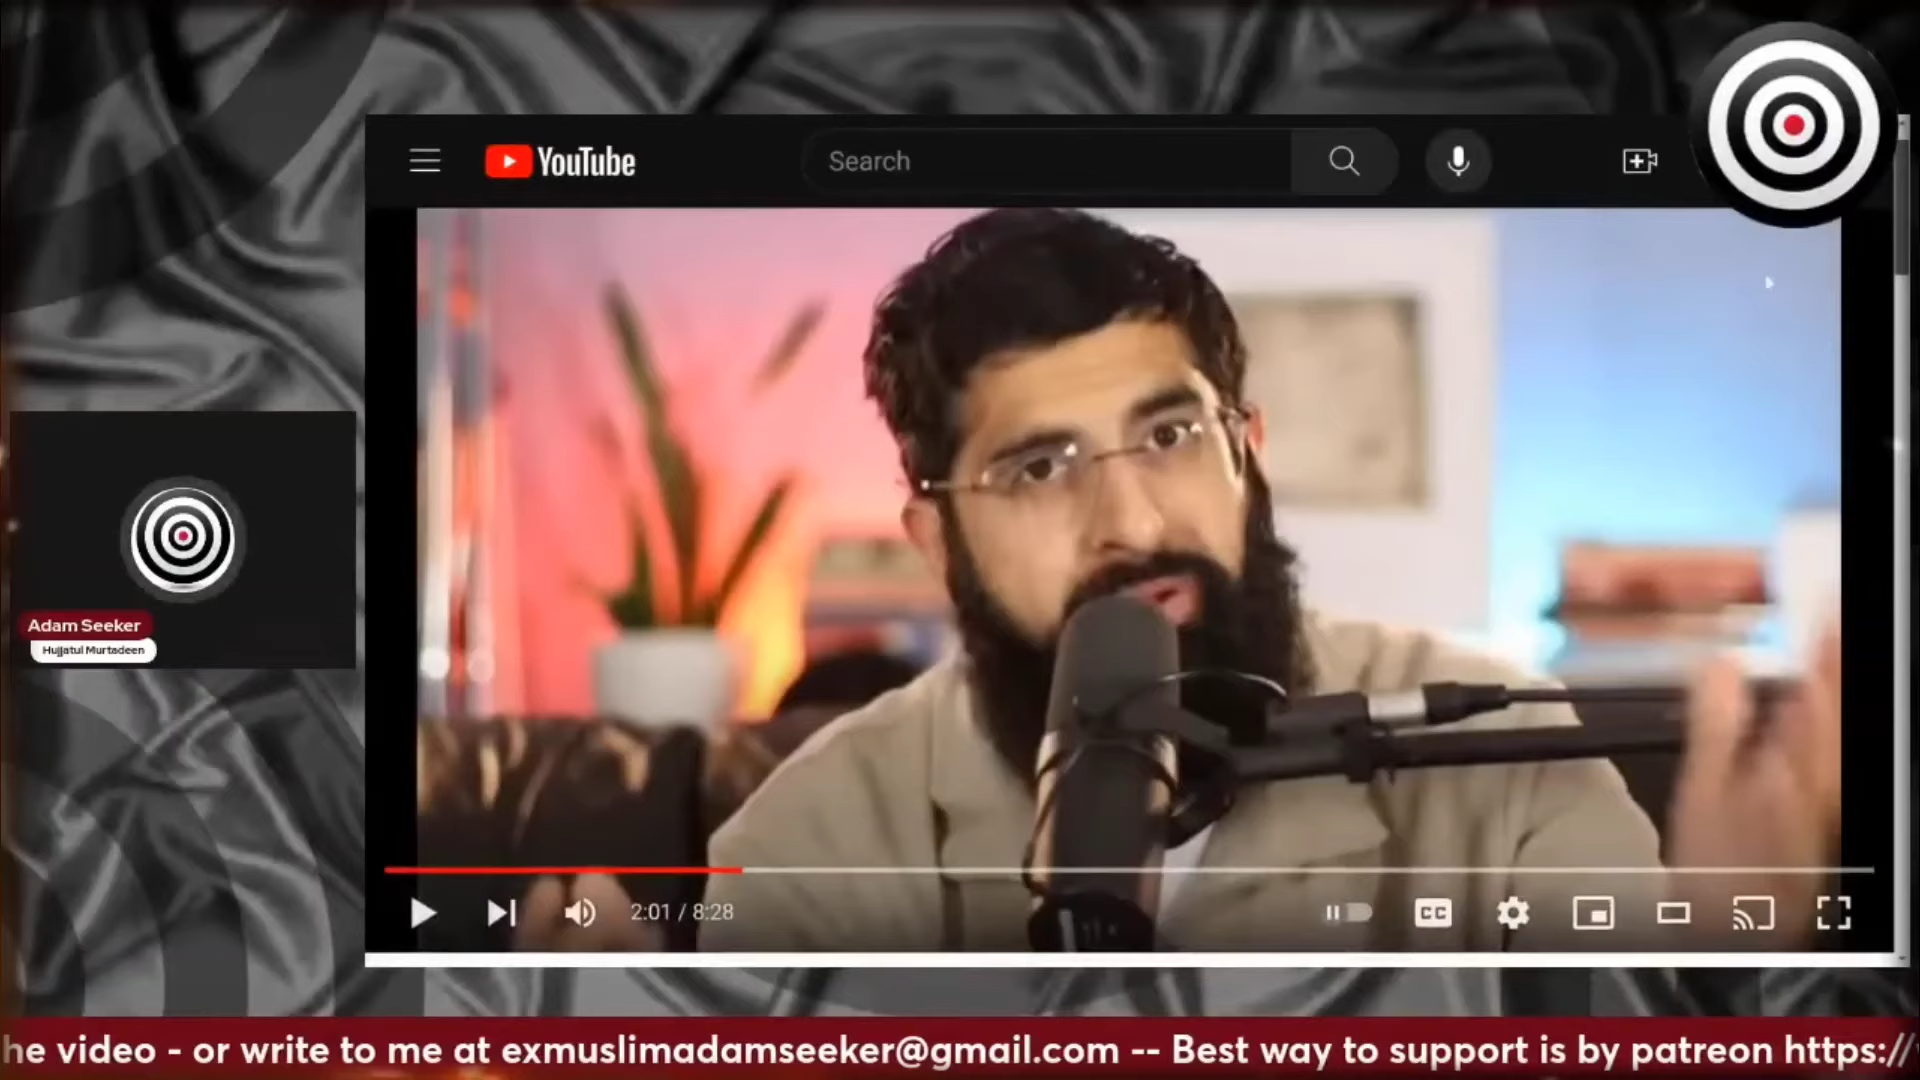 YouTube
Search
Adam Seeker
Hujjatul Murtadeen
2:01 / 8:28
CC
he video - or write to me at exmuslimadamseeker@gmail.com -- Best way to support is by patreon https://